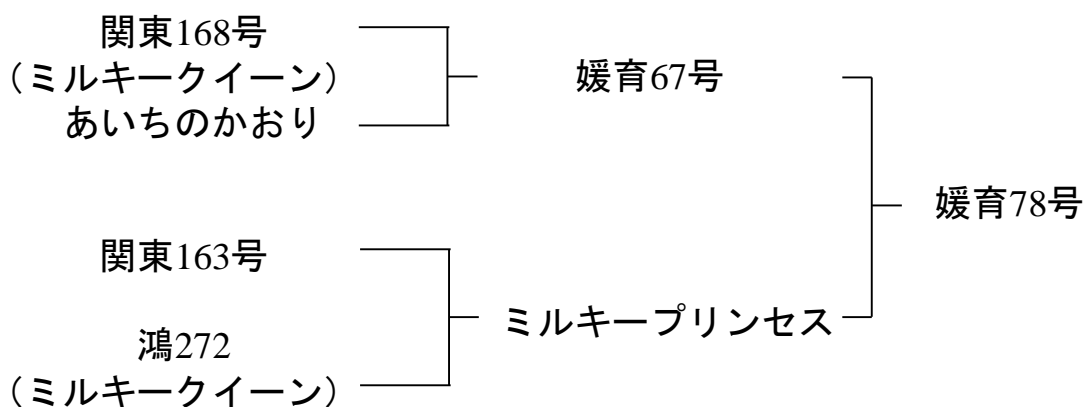 関東168号
(ミルキークイーン)
あいちのかおり
媛育67号
媛育78号
関東163号
鴻272
(ミルキークイーン)
ミルキープリンセス